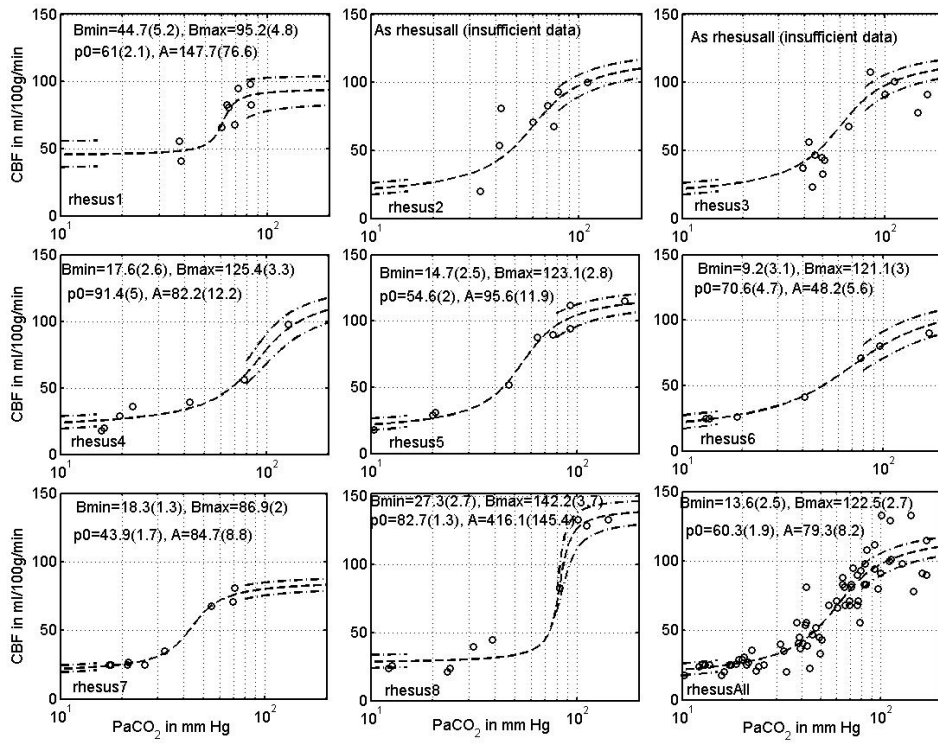 Bmin=44.7(5.2), Bmax=95.2(4.8)
p0=61(2.1), A=147.7(76.6)
150
100
50
0
CBF in ml/100g/min
rhesus1
10^1
10^2
As rhesusall (insufficient data)
150
100
50
0
rhesus2
10^1
10^2
As rhesusall (insufficient data)
150
100
50
0
rhesus3
10^1
10^2
Bmin=17.6(2.6), Bmax=125.4(3.3)
p0=91.4(5), A=82.2(12.2)
150
100
50
0
CBF in ml/100g/min
rhesus4
10^1
10^2
Bmin=14.7(2.5), Bmax=123.1(2.8)
p0=54.6(2), A=95.6(11.9)
150
100
50
0
rhesus5
10^1
10^2
Bmin=9.2(3.1), Bmax=121.1(3)
p0=70.6(4.7), A=48.2(5.6)
150
100
50
0
rhesus6
10^1
10^2
Bmin=18.3(1.3), Bmax=86.9(2)
p0=43.9(1.7), A=84.7(8.8)
150
100
50
0
CBF in ml/100g/min
rhesus7
10^1
10^2
PaCO₂ in mm Hg
Bmin=27.3(2.7), Bmax=142.2(3.7)
p0=82.7(1.3), A=416.1(145.4)
150
100
50
0
rhesus8
10^1
10^2
PaCO₂ in mm Hg
Bmin=13.6(2.5), Bmax=122.5(2.7)
p0=60.3(1.9), A=79.3(8.2)
150
100
50
0
rhesusAll
10^1
10^2
PaCO₂ in mm Hg